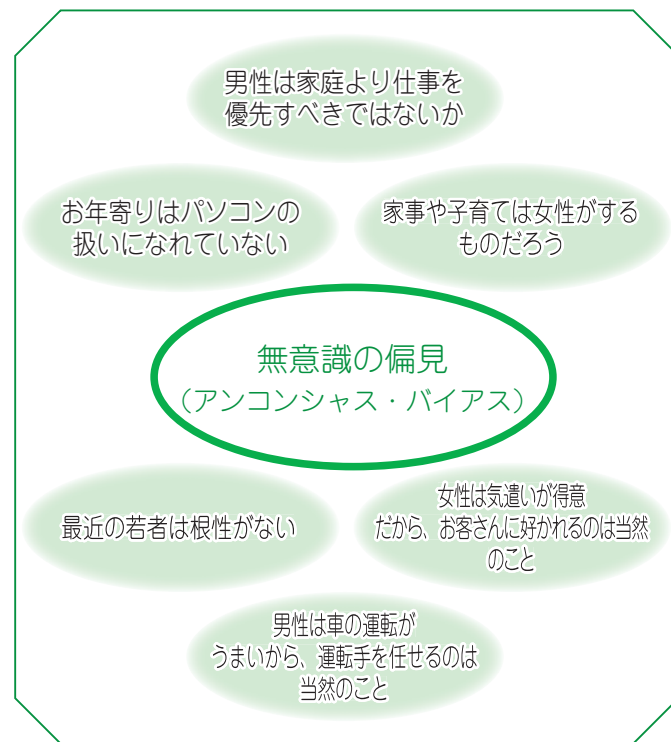 男性は家庭より仕事を
優先すべきではないか
お年寄りはパソコンの
扱いになれていない
家事や子育ては女性がする
ものだろう
無意識の偏見
（アンコンシャス・バイアス）
最近の若者は根性がない
女性は気遣いが得意
だから、お客さんに好かれるのは当然
のこと
男性は車の運転が
うまいから、運転手を任せるのは
当然のこと